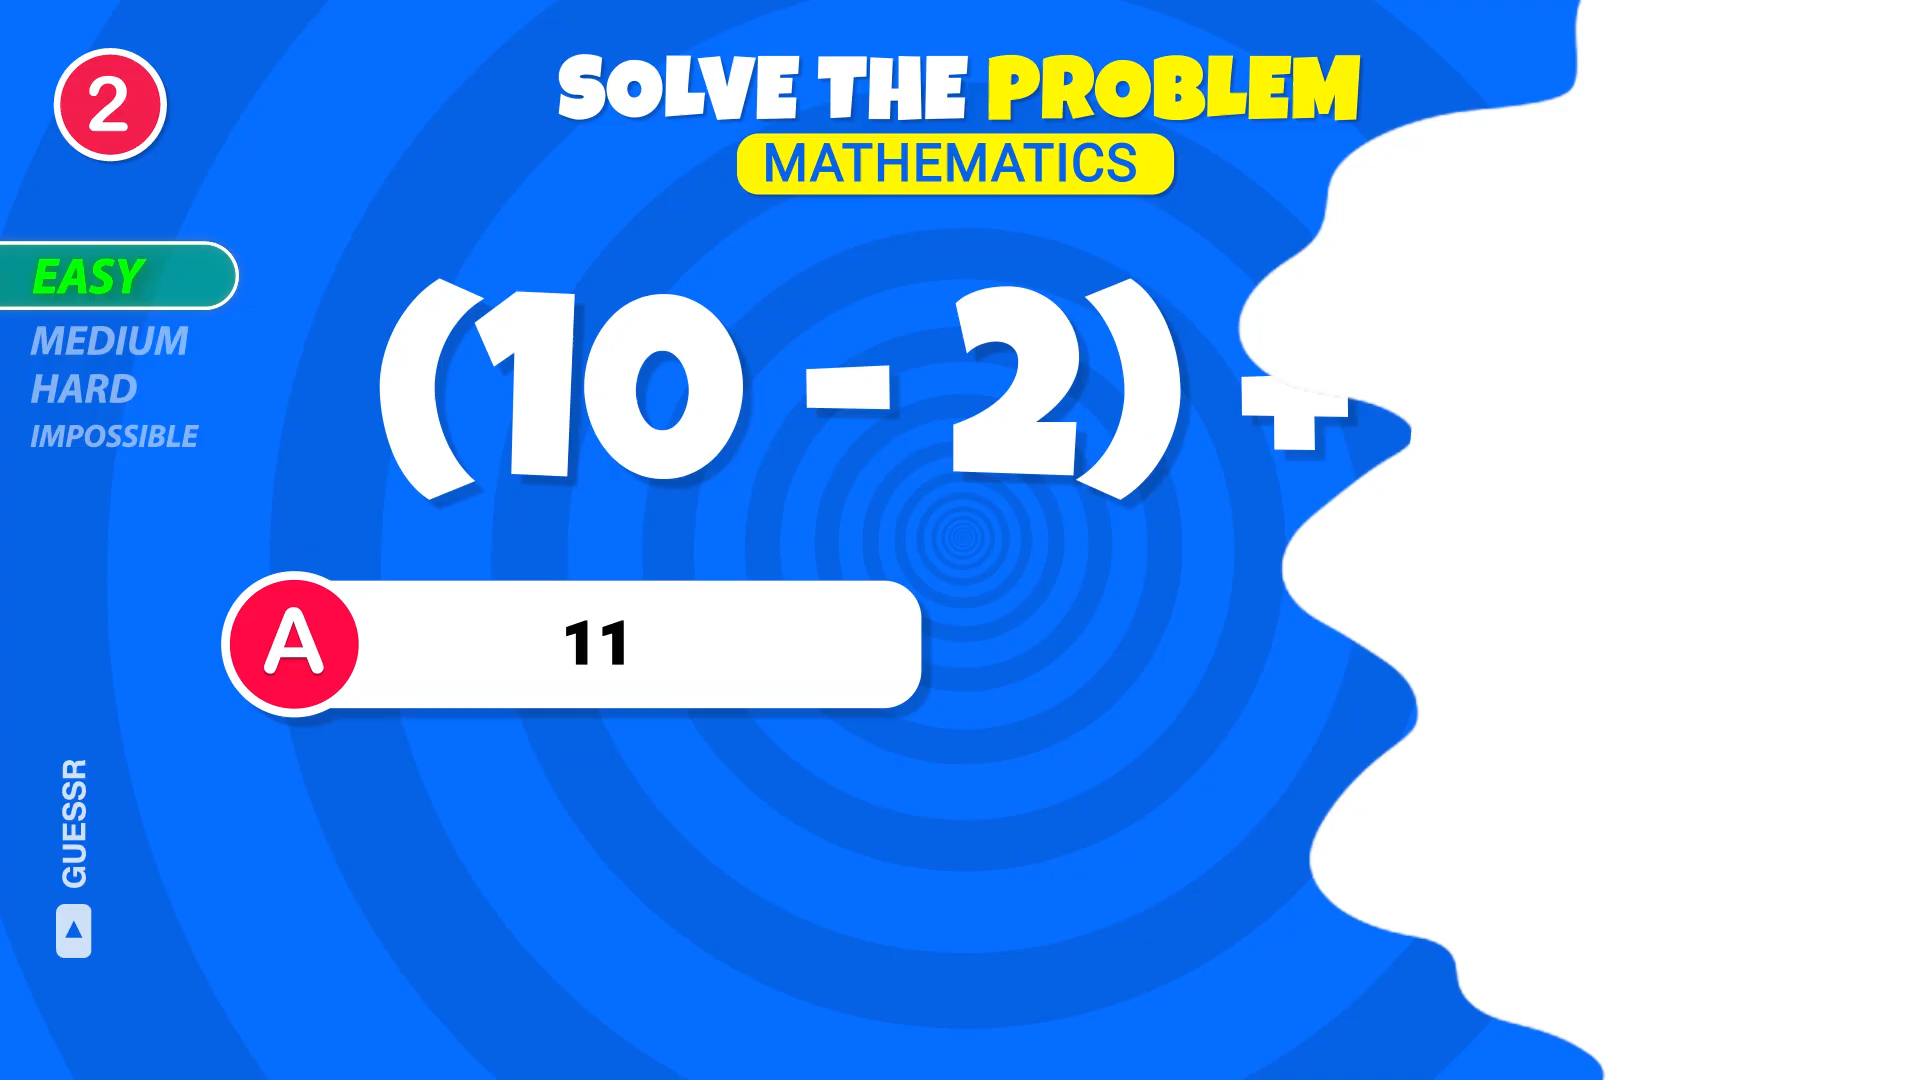 2
SOLVE THE PROBLEM
MATHEMATICS
EASY
MEDIUM
HARD
IMPOSSIBLE
(10 - 2) +
A 11
GUESSR